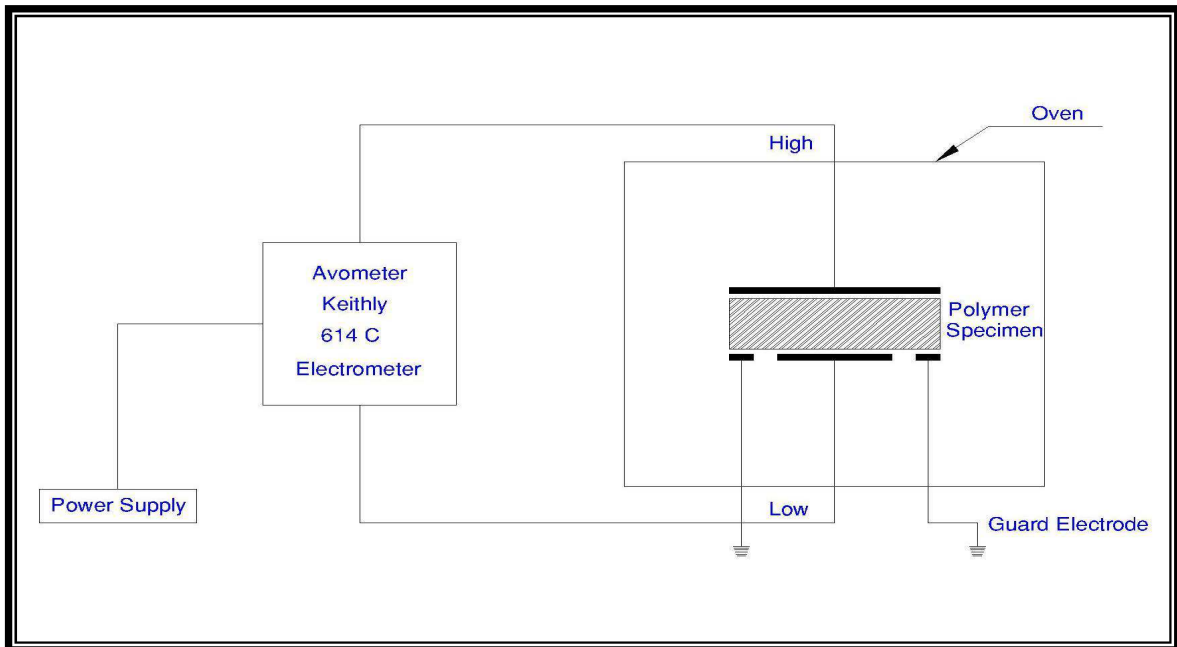 Oven
High
Avometer
Keithly
614 C
Electrometer
Polymer
Specimen
Power Supply
Low
Guard Electrode